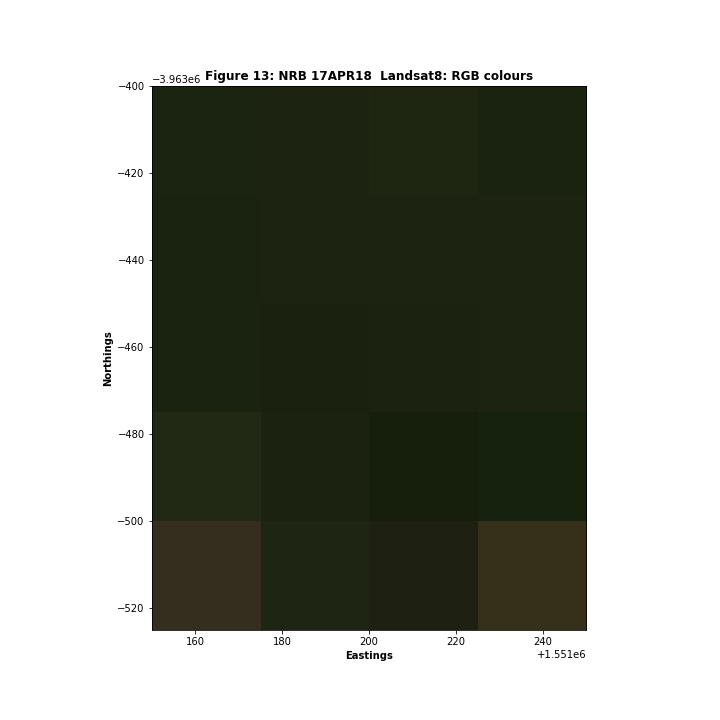 Figure 13: NRB 17APR18  Landsat8: RGB colours
−3.963e6
−400
−420
−440
−460
−480
−500
−520
Northings
160 180 200 220 240
Eastings
+1.551e6